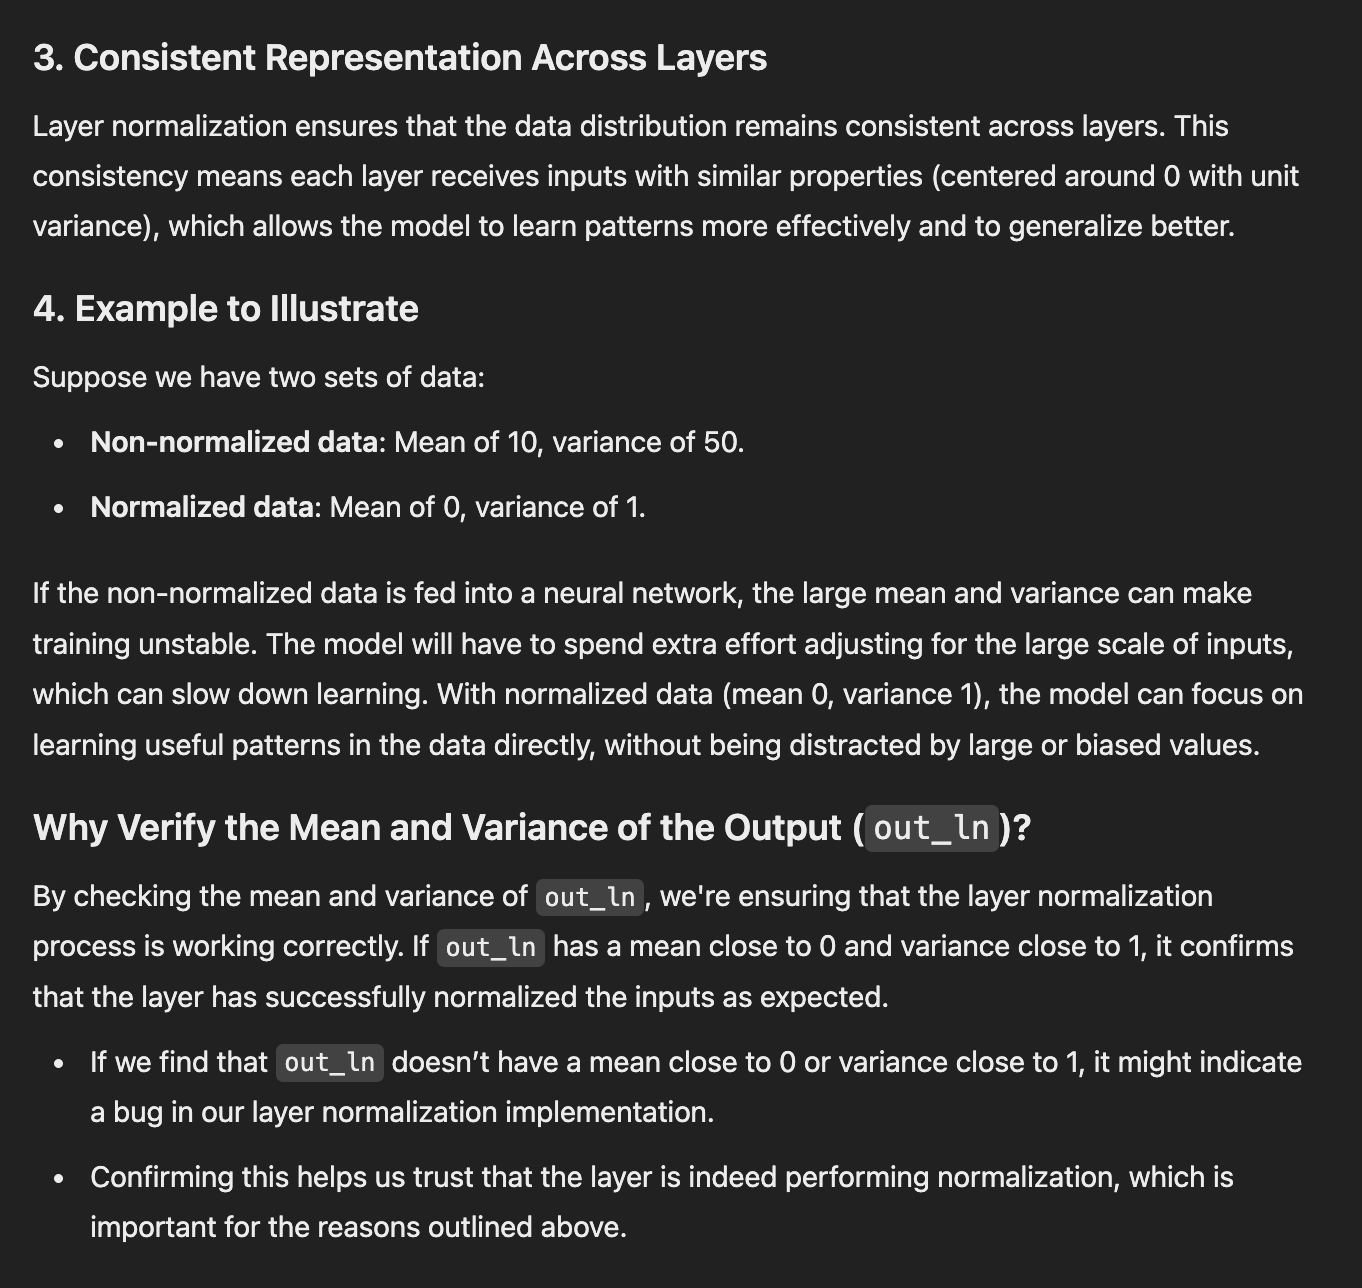 3. Consistent Representation Across Layers
Layer normalization ensures that the data distribution remains consistent across layers. This
consistency means each layer receives inputs with similar properties (centered around 0 with unit
variance), which allows the model to learn patterns more effectively and to generalize better.
4. Example to Illustrate
Suppose we have two sets of data:
• Non-normalized data: Mean of 10, variance of 50.
• Normalized data: Mean of 0, variance of 1.
If the non-normalized data is fed into a neural network, the large mean and variance can make
training unstable. The model will have to spend extra effort adjusting for the large scale of inputs,
which can slow down learning. With normalized data (mean 0, variance 1), the model can focus on
learning useful patterns in the data directly, without being distracted by large or biased values.
Why Verify the Mean and Variance of the Output (out_ln)?
By checking the mean and variance of out_ln, we're ensuring that the layer normalization
process is working correctly. If out_ln has a mean close to 0 and variance close to 1, it confirms
that the layer has successfully normalized the inputs as expected.
• If we find that out_ln doesn’t have a mean close to 0 or variance close to 1, it might indicate
a bug in our layer normalization implementation.
• Confirming this helps us trust that the layer is indeed performing normalization, which is
important for the reasons outlined above.